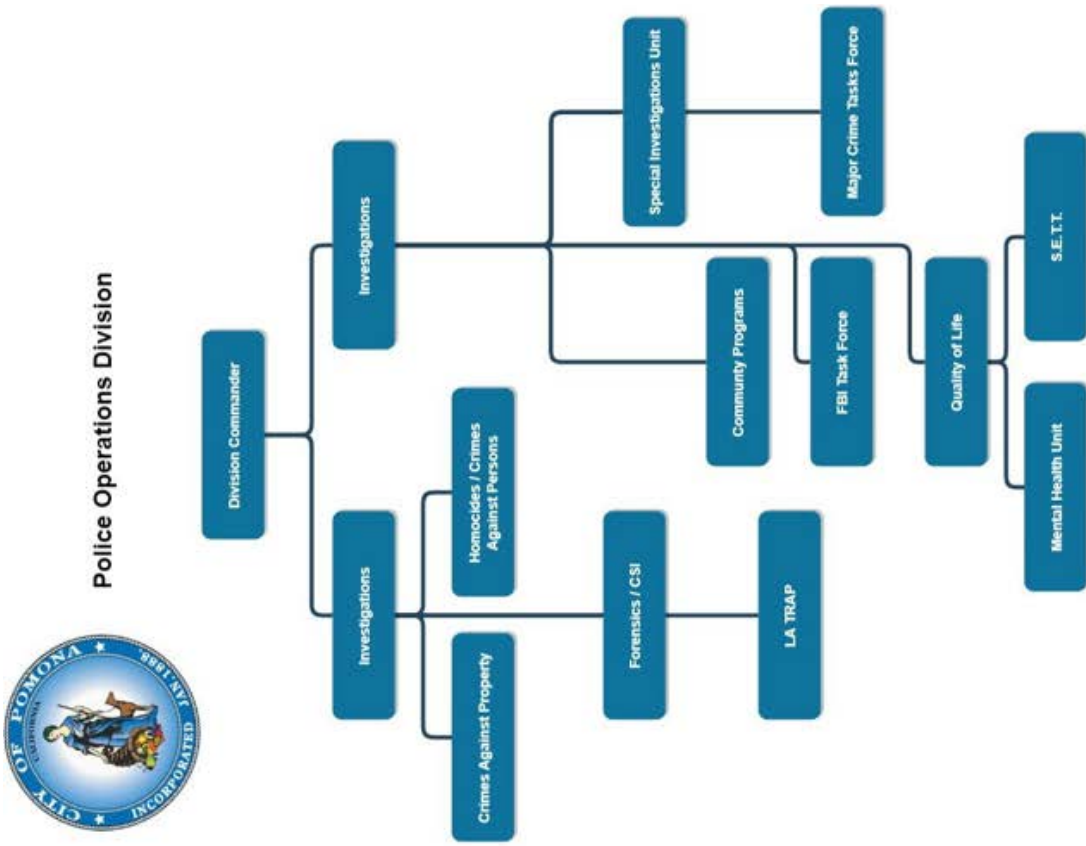 CITY OF POMONA
CALIFORNIA
INCORPORATED JAN. 1888.
Police Operations Division
Division Commander
Investigations
Investigations
Crimes Against Property
Homocides / Crimes
Against Persons
Forensics / CSI
LA TRAP
Special Investigations Unit
Major Crime Tasks Force
Community Programs
FBI Task Force
Quality of Life
Mental Health Unit
S.E.T.T.